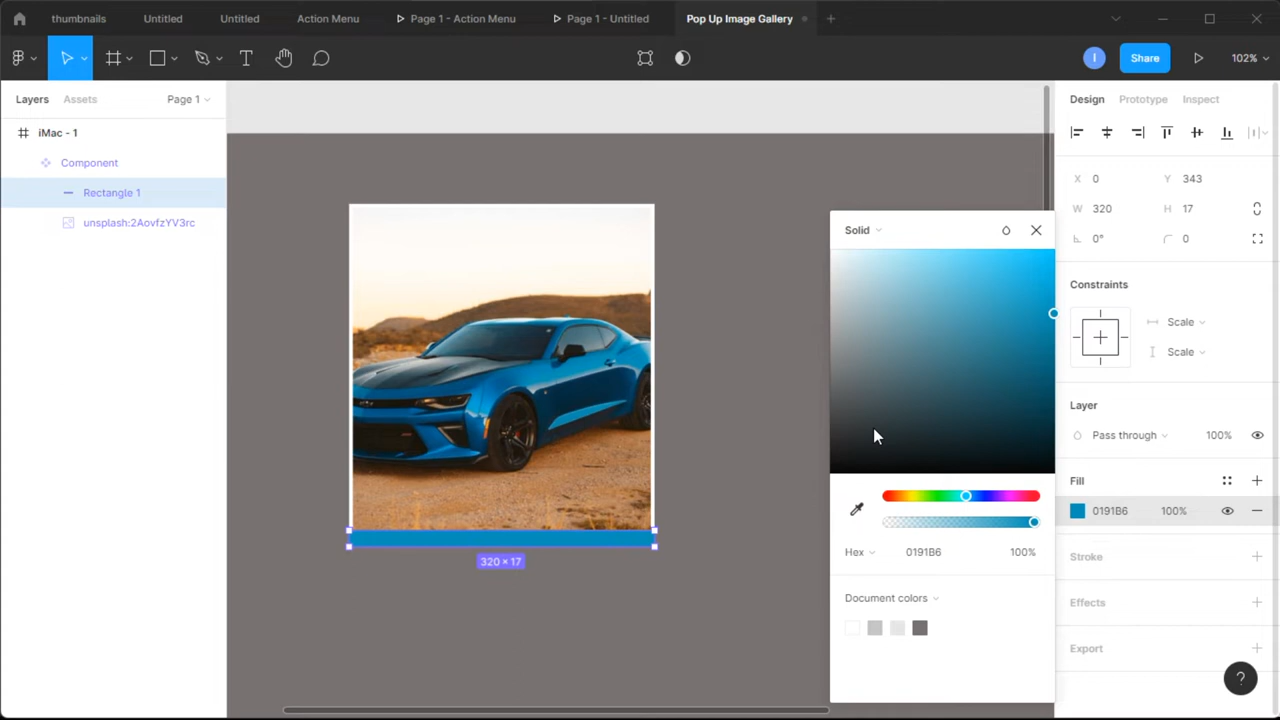 thumbnails Untitled Untitled Action Menu Page 1 - Action Menu Page 1 - Untitled Pop Up Image Gallery
T I Share 102%
Layers Assets Page 1
iMac - 1
Component
Rectangle 1
unsplash:2AovfzYV3rc
320 × 17
Solid
Hex 0191B6 100%
Document colors
Design Prototype Inspect
X 0 Y 343
W 320 H 17
0° 0
Constraints
Scale
Scale
Layer
Pass through 100%
Fill
0191B6 100%
Stroke
Effects
Export
?